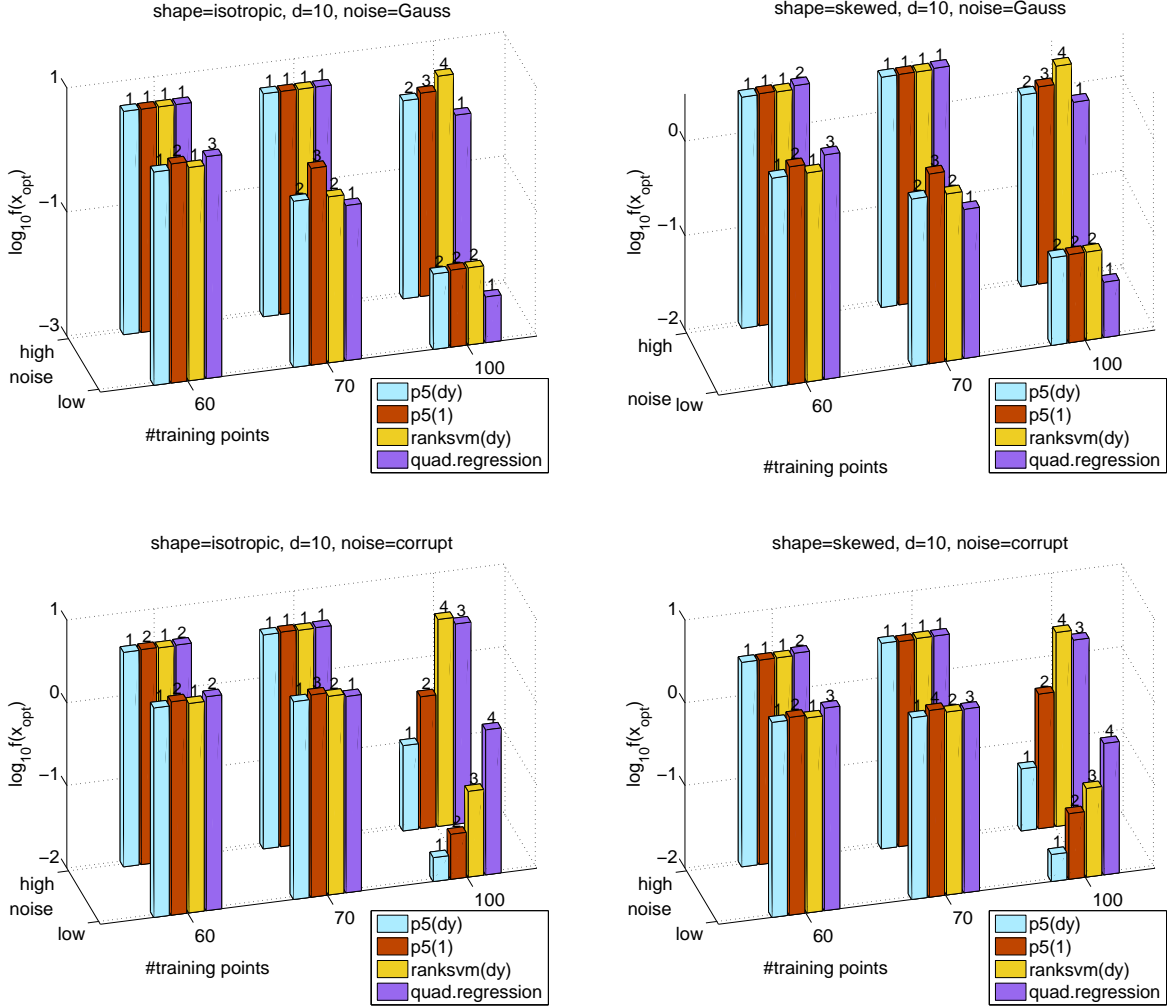 shape=isotropic, d=10, noise=Gauss
1
−1
−3
log10f(xopt)
high
noise
low
1 1 1 1
1 2 1 3
1 1 1 1
2 3 2 1
2 3 4 1
2 2 2 1
60
70
100
#training points
p5(dy)
p5(1)
ranksvm(dy)
quad.regression
shape=skewed, d=10, noise=Gauss
0
−1
−2
log10f(xopt)
high
noise
low
1 1 1 2
1 2 1 3
1 1 1 1
2 3 2 1
2 3 4 1
2 2 2 1
60
70
100
#training points
p5(dy)
p5(1)
ranksvm(dy)
quad.regression
shape=isotropic, d=10, noise=corrupt
1
0
−1
−2
log10f(xopt)
high
noise
low
1 2 1 2
1 2 1 2
1 1 1 1
1 3 2 1
1 2 4 3
1 2 3 4
60
70
100
#training points
p5(dy)
p5(1)
ranksvm(dy)
quad.regression
shape=skewed, d=10, noise=corrupt
1
0
−1
−2
log10f(xopt)
high
noise
low
1 1 1 2
1 2 1 3
1 1 1 1
1 4 2 3
1 2 4 3
1 2 3 4
60
70
100
#training points
p5(dy)
p5(1)
ranksvm(dy)
quad.regression